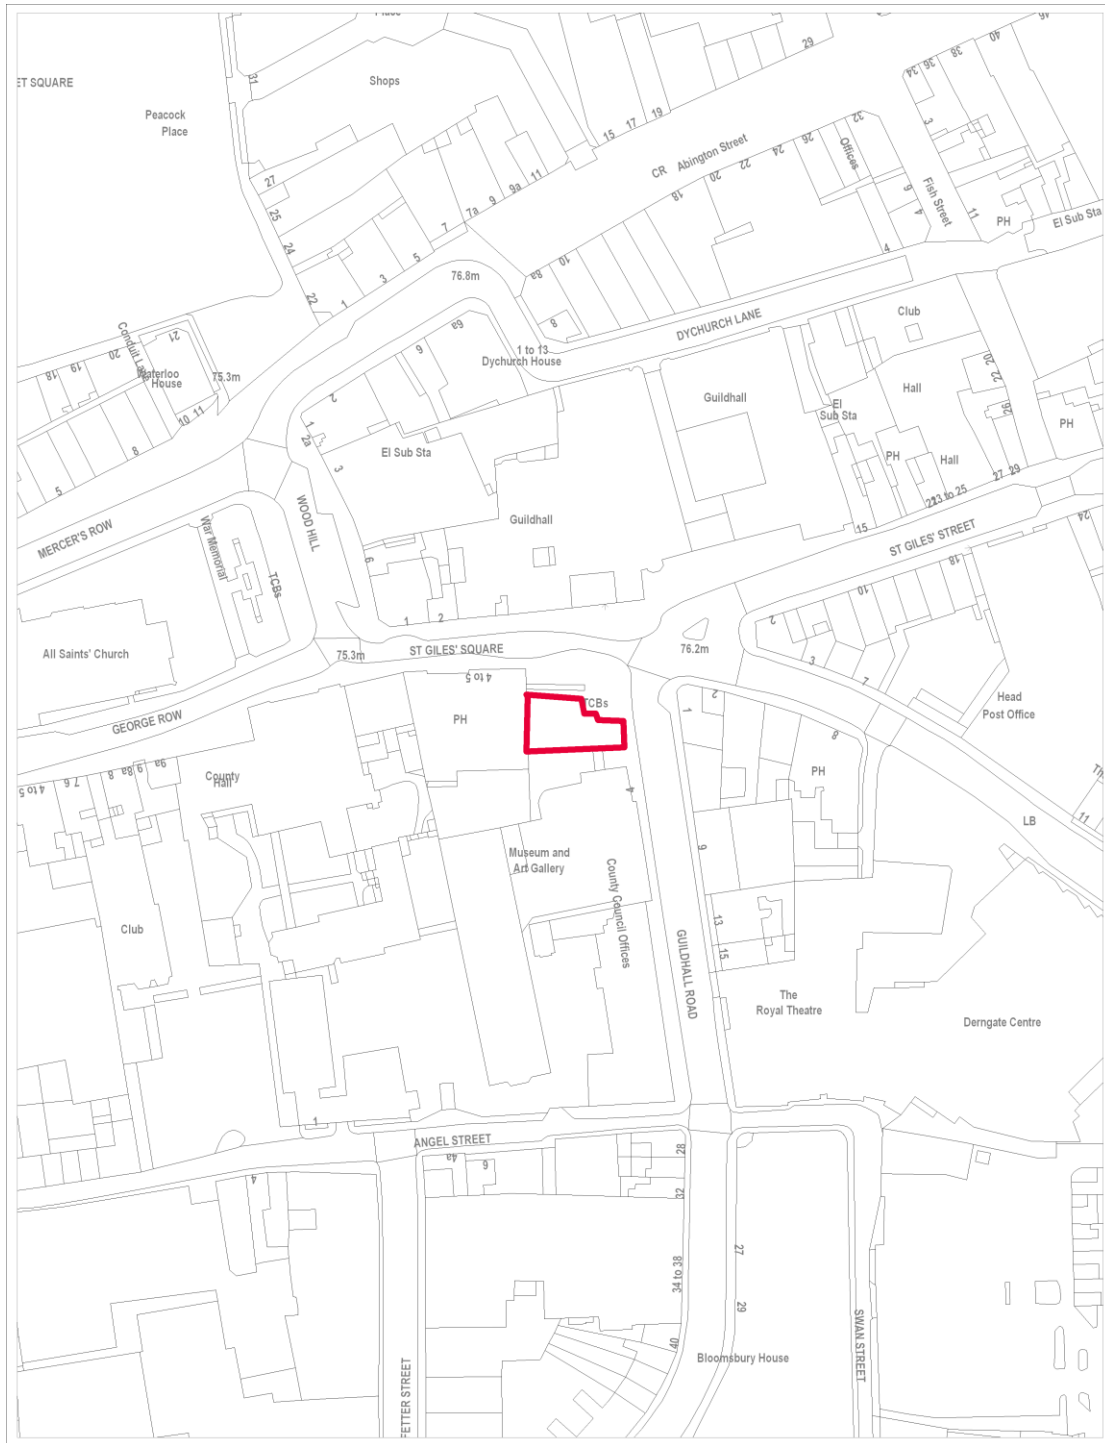 Place
ET SQUARE
Shops
Peacock
Place
31
29
46
40
38
36
34
32
26
24
22
20
18
15
17
19
CR Abington Street
Offices
3
6
4
Fish Street
11
PH
El Sub Sta
27
25
24
22
1
3
5
7
7a
9
9a
11
76.8m
8a
10
8
4
DYCHURCH LANE
1 to 13
Dychurch House
Club
Conduit Lane
21
20
19
18
Waterloo
House
75.3m
10 11
8
5
MERCER'S ROW
2
6
6a
1
2a
3
El Sub Sta
Guildhall
Guildhall
El
Sub Sta
PH
Hall
Hall
20
22
26
PH
15
21
23 to 25
27
29
ST GILES' STREET
24
WOOD HILL
War Memorial
TCBs
6
1
2
ST GILES' SQUARE
75.3m
76.2m
All Saints' Church
GEORGE ROW
4 to 5
PH
TCBs
2
10
18
3
7
Head
Post Office
1
2
8
PH
4 to 5
7 6
8
9 8a
9a
County
Hall
4
Museum and
Art Gallery
County Council Offices
9
13
15
GUILDHALL ROAD
The
Royal Theatre
Derngate Centre
LB
11
Th
Club
1
ANGEL STREET
4
4a
6
28
32
34 to 38
40
27
29
Bloomsbury House
FETTER STREET
SWAN STREET